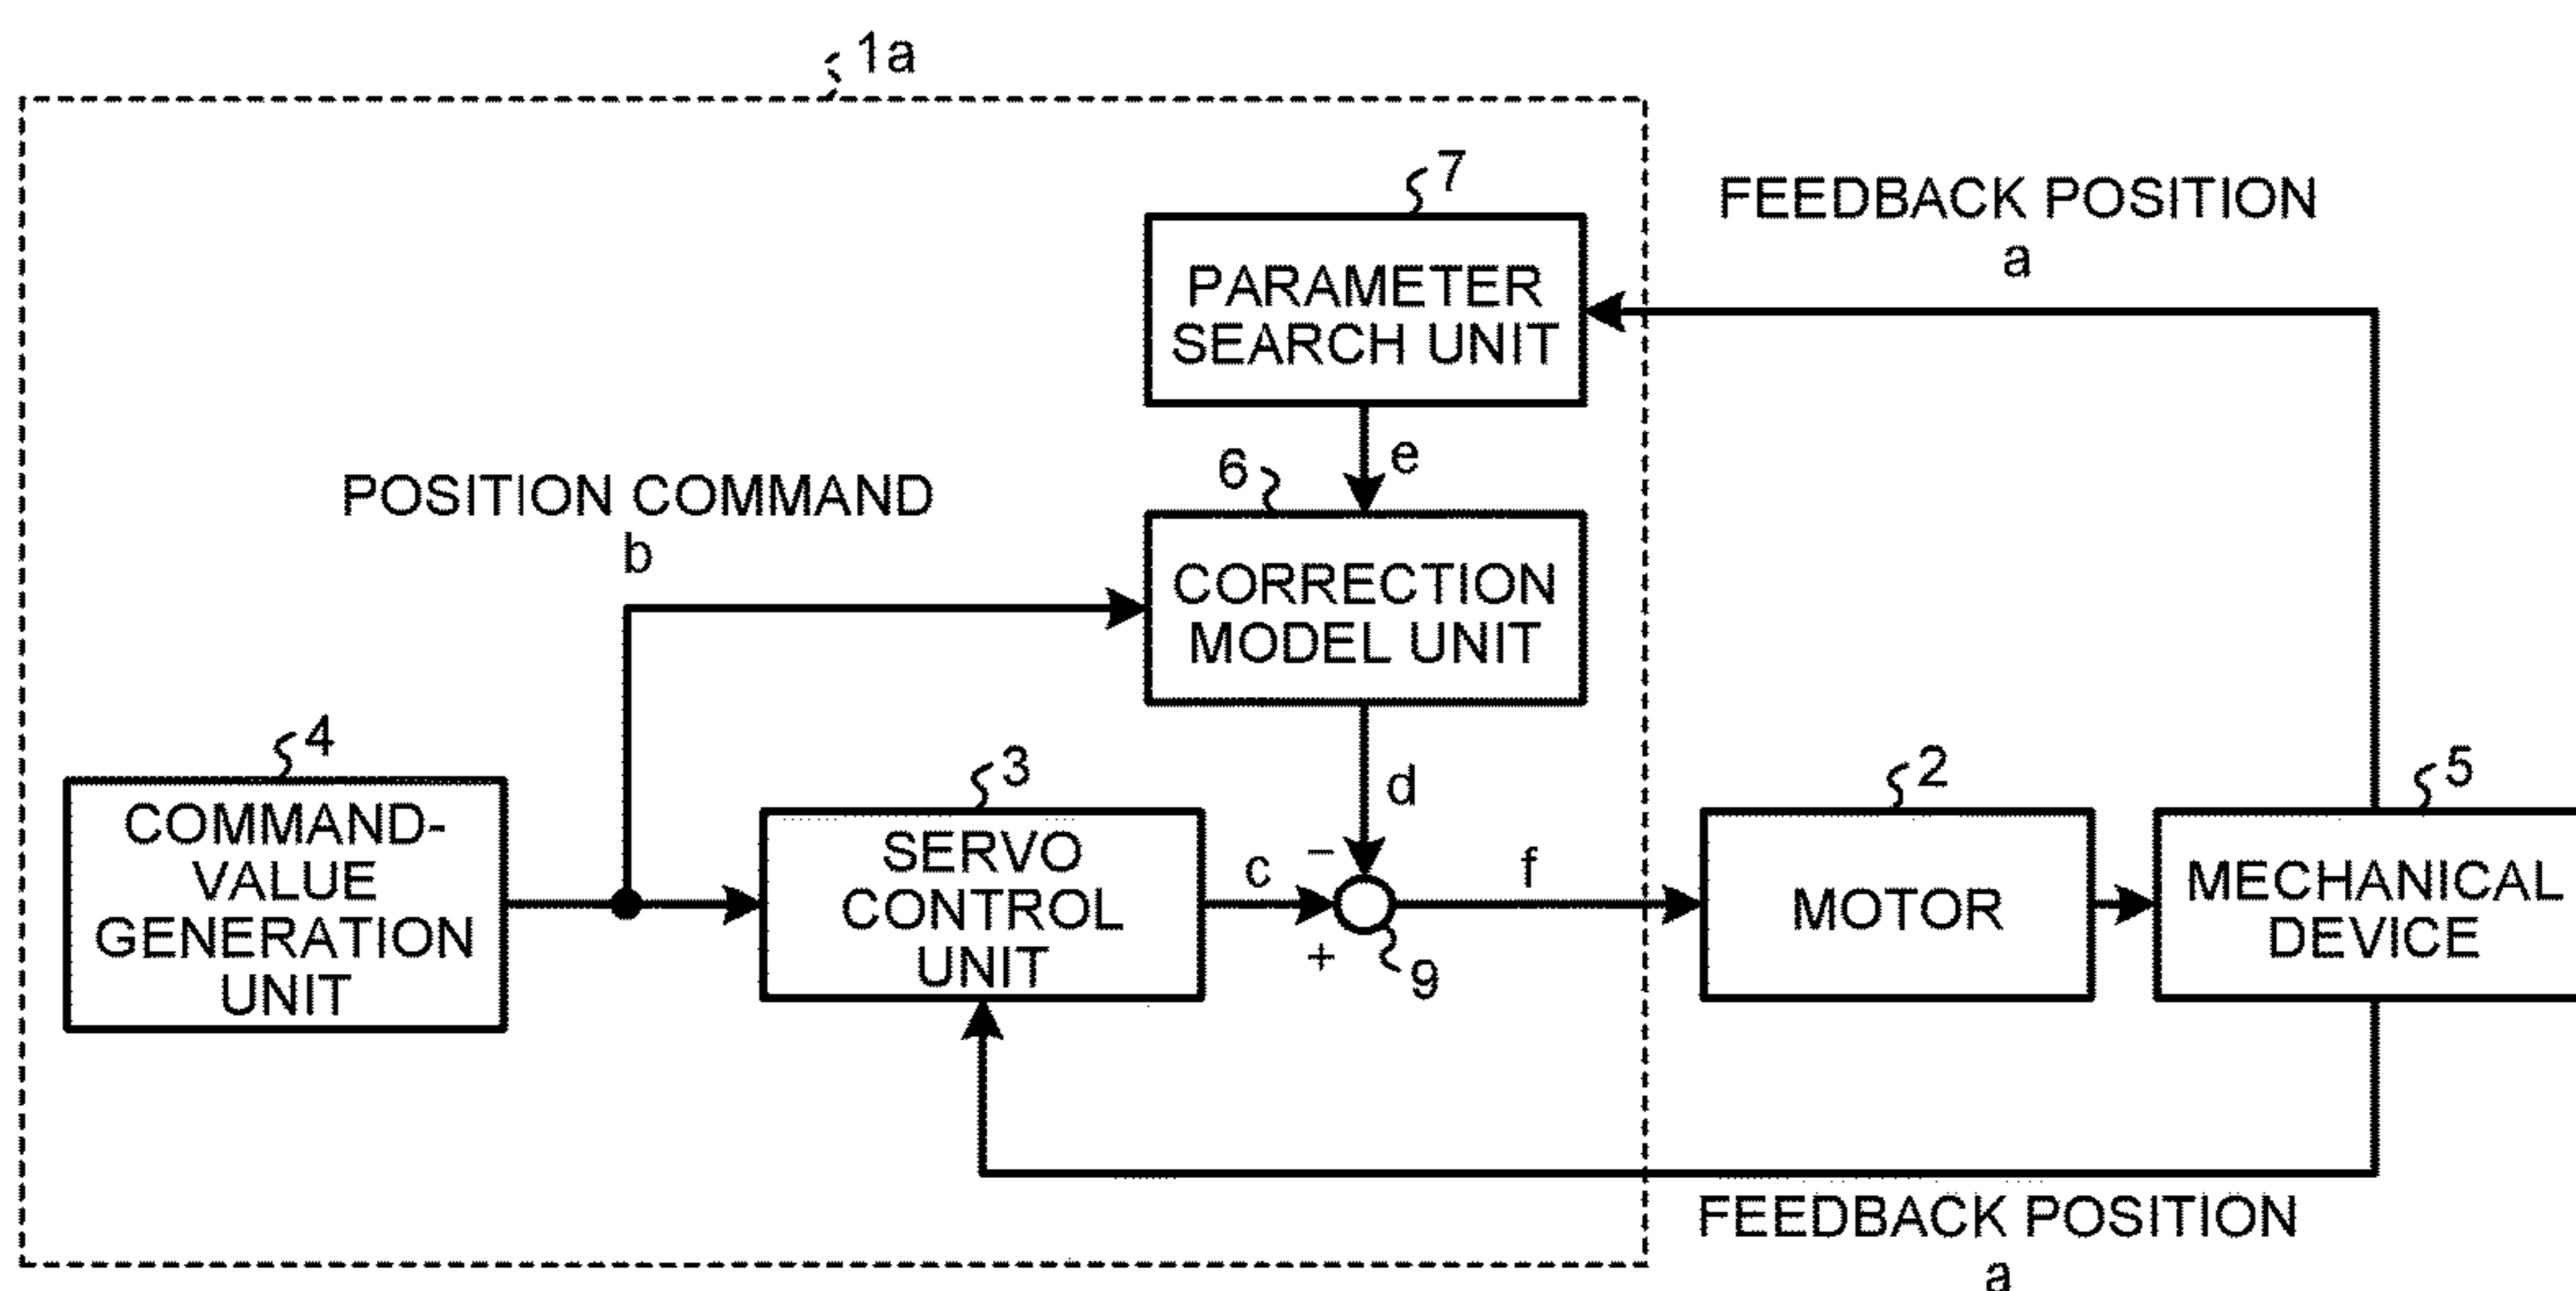 1a
7
FEEDBACK POSITION
a
PARAMETER
SEARCH UNIT
e
6
POSITION COMMAND
b
CORRECTION
MODEL UNIT
d
4
COMMAND-
VALUE
GENERATION
UNIT
3
SERVO
CONTROL
UNIT
c
−
+
9
f
2
MOTOR
5
MECHANICAL
DEVICE
FEEDBACK POSITION
a